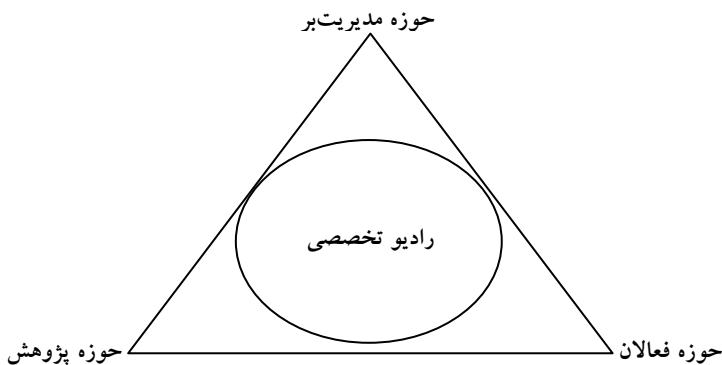 حوزه مدیریت‌بر
رادیو تخصصی
حوزه فعالان
حوزه پژوهش